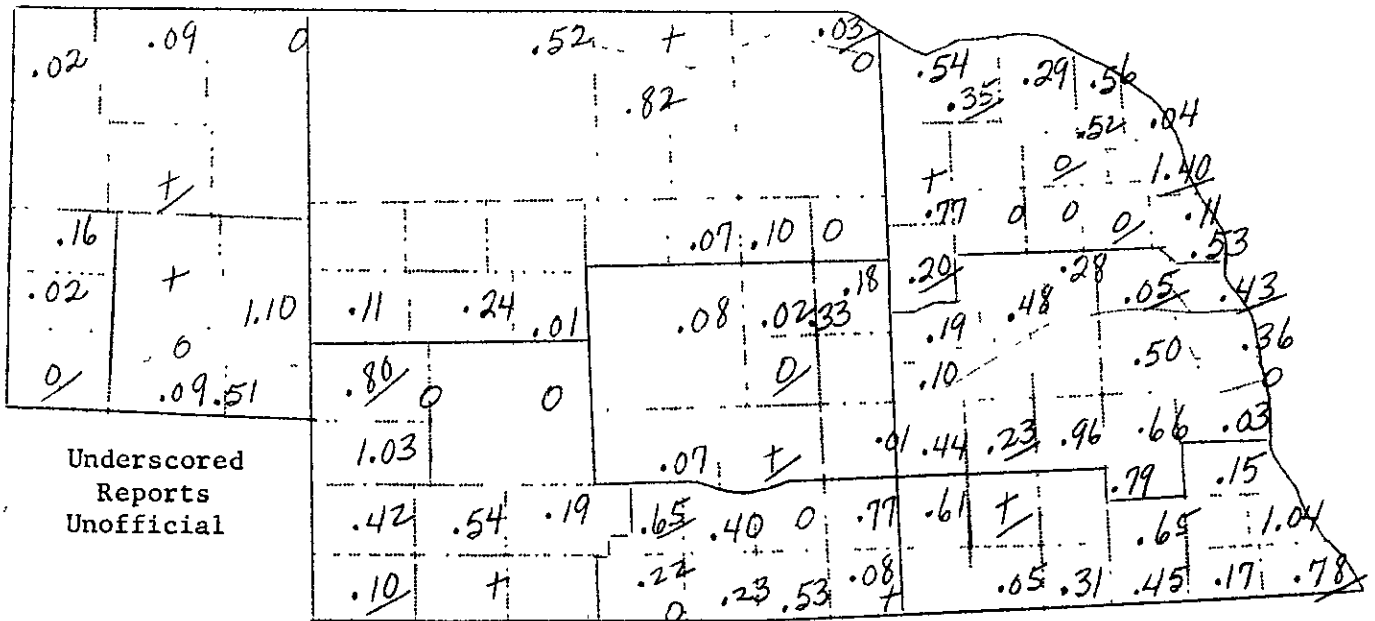 .02 .09 0 .52 + .03 0 .54 .29 .56
.82 .35 .52 .04
+ + 0 1.40
.16 .07 .10 0 .77 0 0 0 .11
.53
.02 + 1.10 .11 .24 .01 .08 .02 .33 .18 .20 .28 .05 .43
.19 .48 .36
0 .80 0 0 0 .10 .50 0
0 .09 .51
1.03 .07 + .01 .44 .23 .96 .66 .03
Underscored
Reports
Unofficial
.42 .54 .19 .65 .40 0 .77 .61 + .79 .15
.65 1.04
.10 + .22 .23 .53 .08 .05 .31 .45 .17 .78
0 +